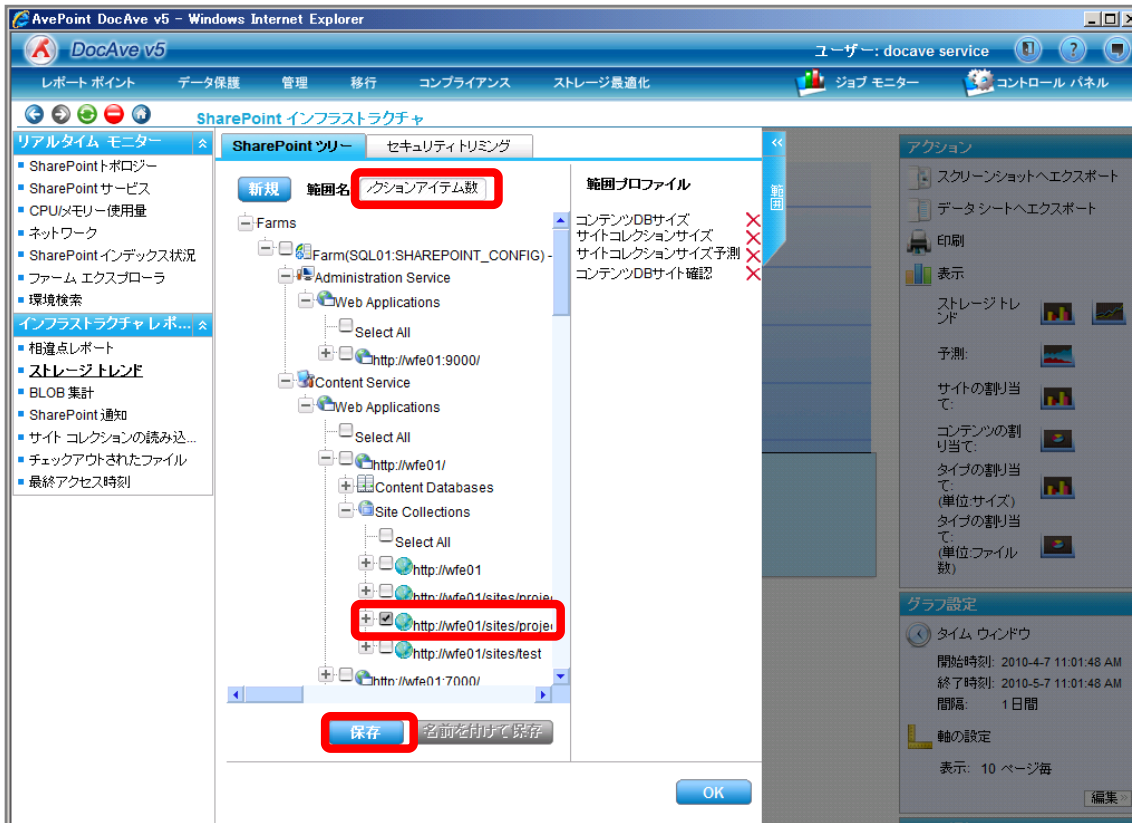 AvePoint DocAve v5 - Windows Internet Explorer
DocAve v5
ユーザー: docave service
レポート ポイント
データ保護
管理
移行
コンプライアンス
ストレージ最適化
ジョブ モニター
コントロール パネル
SharePoint インフラストラクチャ
リアルタイム モニター
SharePointトポロジー
SharePoint サービス
CPU/メモリー使用量
ネットワーク
SharePoint インデックス状況
ファーム エクスプローラ
環境検索
インフラストラクチャ レポ...
相違点レポート
ストレージ トレンド
BLOB 集計
SharePoint 通知
サイト コレクションの読み込...
チェックアウトされたファイル
最終アクセス時刻
SharePoint ツリー
セキュリティトリミング
新規
範囲名
クションアイテム数
Farms
Farm(SQL01:SHAREPOINT_CONFIG) -
Administration Service
Web Applications
Select All
http://wfe01:9000/
Content Service
Web Applications
Select All
http://wfe01/
Content Databases
Site Collections
Select All
http://wfe01
http://wfe01/sites/proje
http://wfe01/sites/proje
http://wfe01/sites/test
http://wfe01:7000/
保存
名前を付けて保存
OK
範囲プロファイル
コンテンツDBサイズ
サイトコレクションサイズ
サイトコレクションサイズ予測
コンテンツDBサイト確認
範囲
アクション
スクリーンショットへエクスポート
データ シートへエクスポート
印刷
表示
ストレージ トレ
ンド
予測:
サイトの割り当
て:
コンテンツの割
り当て:
タイプの割り当
て:
(単位:サイズ)
タイプの割り当
て:
(単位:ファイル
数)
グラフ設定
タイム ウィンドウ
開始時刻: 2010-4-7 11:01:48 AM
終了時刻: 2010-5-7 11:01:48 AM
間隔: 1 日間
軸の設定
表示: 10 ページ毎
編集